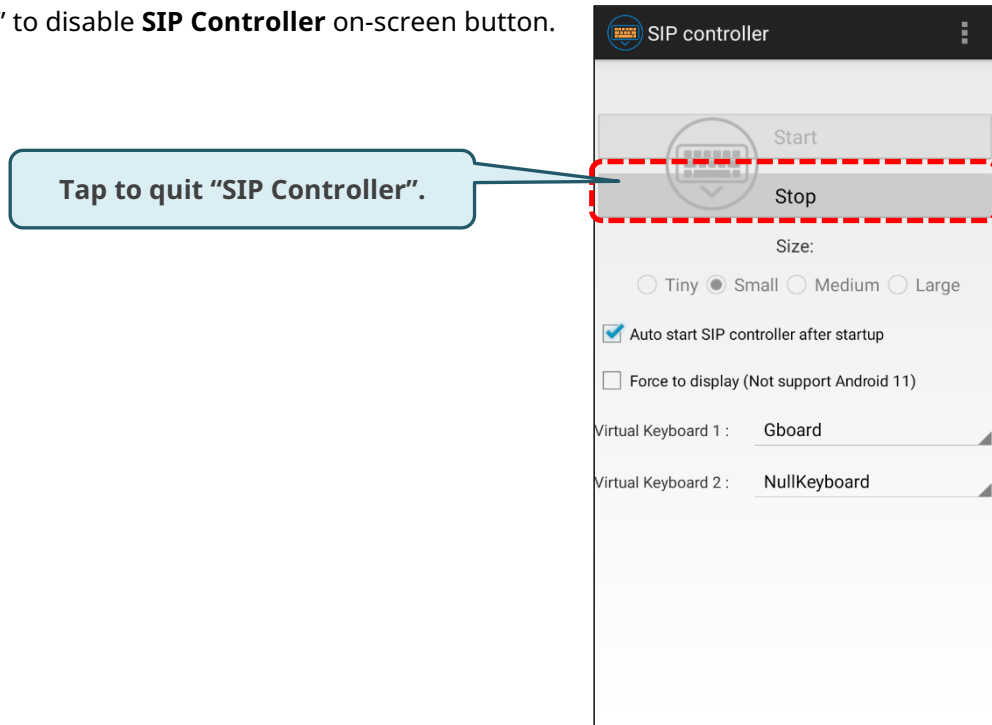 ” to disable SIP Controller on-screen button.
SIP controller
Start
Tap to quit “SIP Controller”.
Stop
Size:
Tiny Small Medium Large
Auto start SIP controller after startup
Force to display (Not support Android 11)
Virtual Keyboard 1 : Gboard
Virtual Keyboard 2 : NullKeyboard